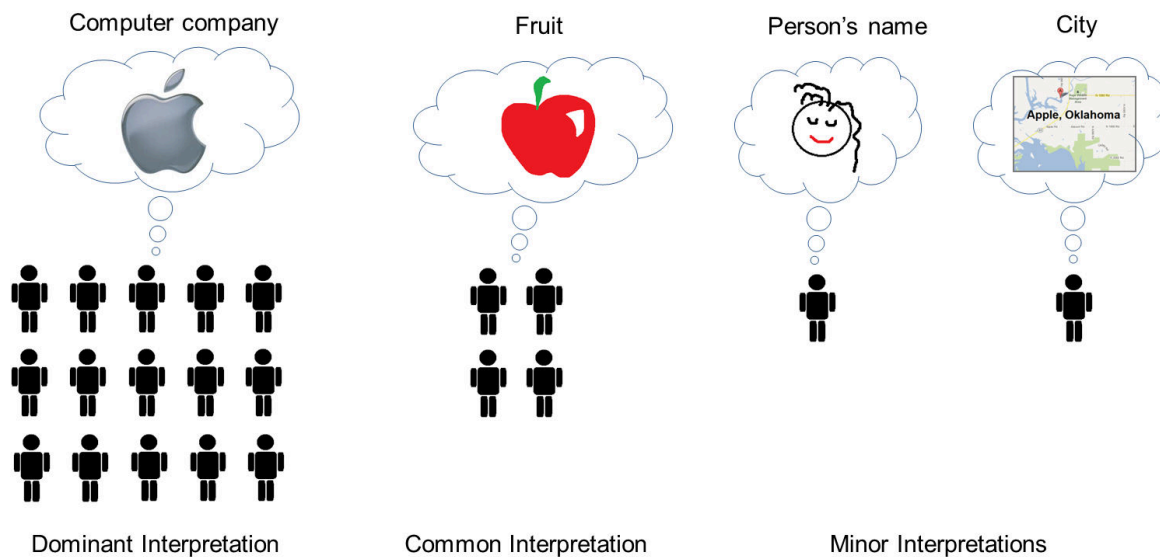 Computer company
Fruit
Person's name
City
Apple, Oklahoma
Dominant Interpretation
Common Interpretation
Minor Interpretations